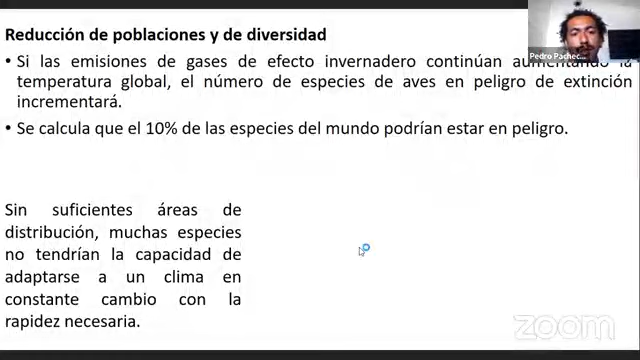 Reducción de poblaciones y de diversidad
• Si las emisiones de gases de efecto invernadero continúan aumentando la
temperatura global, el número de especies de aves en peligro de extinción
incrementará.
• Se calcula que el 10% de las especies del mundo podrían estar en peligro.
Sin suficientes áreas de
distribución, muchas especies
no tendrían la capacidad de
adaptarse a un clima en
constante cambio con la
rapidez necesaria.
Pedro Pachec...
zoom